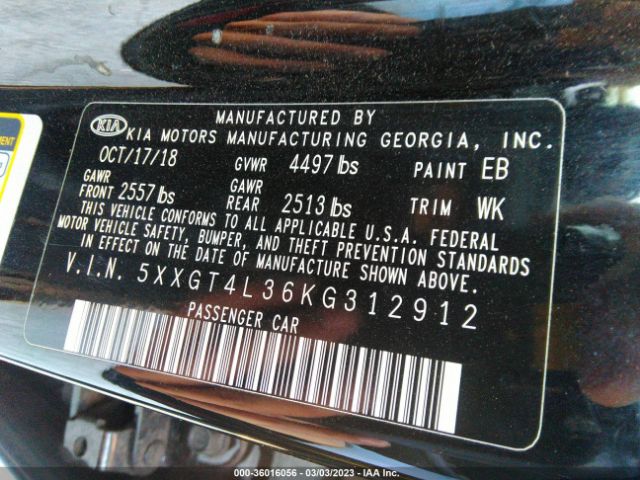 MANUFACTURED BY
KIA
KIA MOTORS MANUFACTURING GEORGIA, INC.
OCT/17/18 GVWR 4497 lbs PAINT EB
GAWR FRONT 2557 lbs GAWR REAR 2513 lbs TRIM WK
THIS VEHICLE CONFORMS TO ALL APPLICABLE U.S.A. FEDERAL
MOTOR VEHICLE SAFETY, BUMPER, AND THEFT PREVENTION STANDARDS
IN EFFECT ON THE DATE OF MANUFACTURE SHOWN ABOVE.
V.I.N. 5XXGT4L36KG312912
PASSENGER CAR
000-36016056 - 03/03/2023 - IAA Inc.